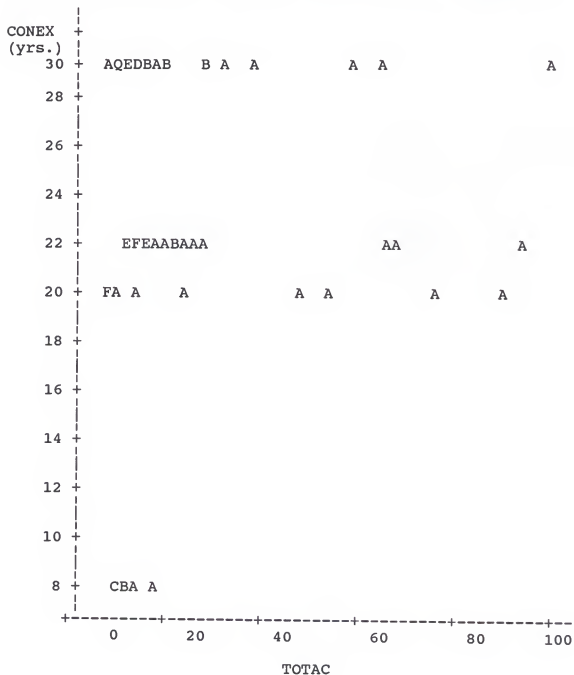 CONEX
(yrs.)
30 + AQEDBAB B A A A A A
28 +
26 +
24 +
22 + EFEAABAAA AA A
20 + FA A A A A A A
18 +
16 +
14 +
12 +
10 +
8 + CBA A
0 20 40 60 80 100
TOTAC